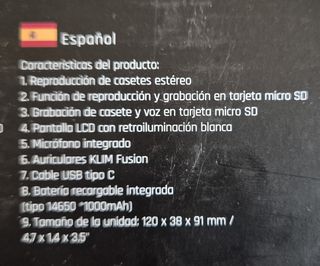 Español
Características del producto:
1. Reproducción de casetes estéreo
2. Función de reproducción y grabación en tarjeta micro SD
3. Grabación de casete y voz en tarjeta micro SD
4. Pantalla LCD con retroiluminación blanca
5. Micrófono integrado
6. Auriculares KLIM Fusion
7. Cable USB tipo C
8. Batería recargable integrada
(tipo 14650 *1000mAh)
9. Tamaño de la unidad: 120 x 38 x 91 mm /
4,7 x 1,4 x 3,5"